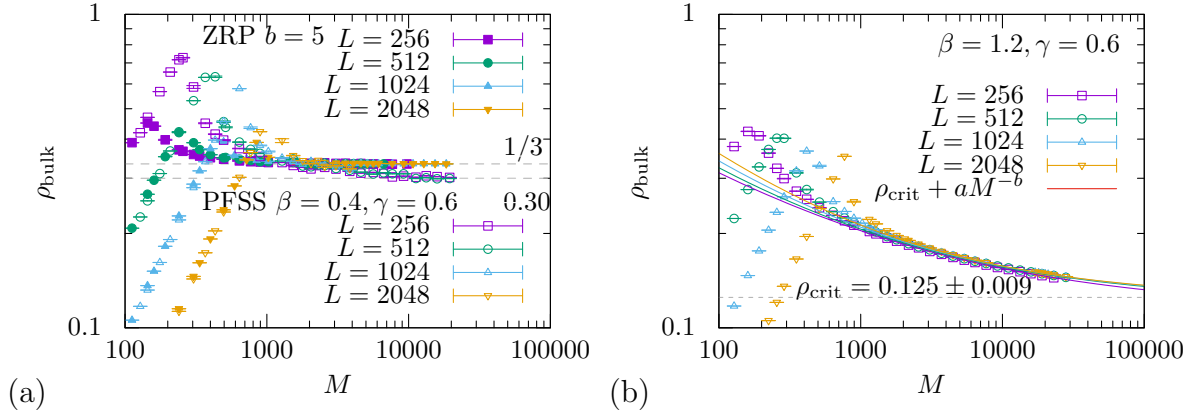 1
ZRP b = 5
L = 256
L = 512
L = 1024
L = 2048
1/3
PFSS β = 0.4, γ = 0.6
0.30
L = 256
L = 512
L = 1024
L = 2048
ρbulk
0.1
100
1000
10000
100000
M
(a)
1
β = 1.2, γ = 0.6
L = 256
L = 512
L = 1024
L = 2048
ρcrit + aM^−b
ρcrit = 0.125 ± 0.009
ρbulk
0.1
100
1000
10000
100000
M
(b)